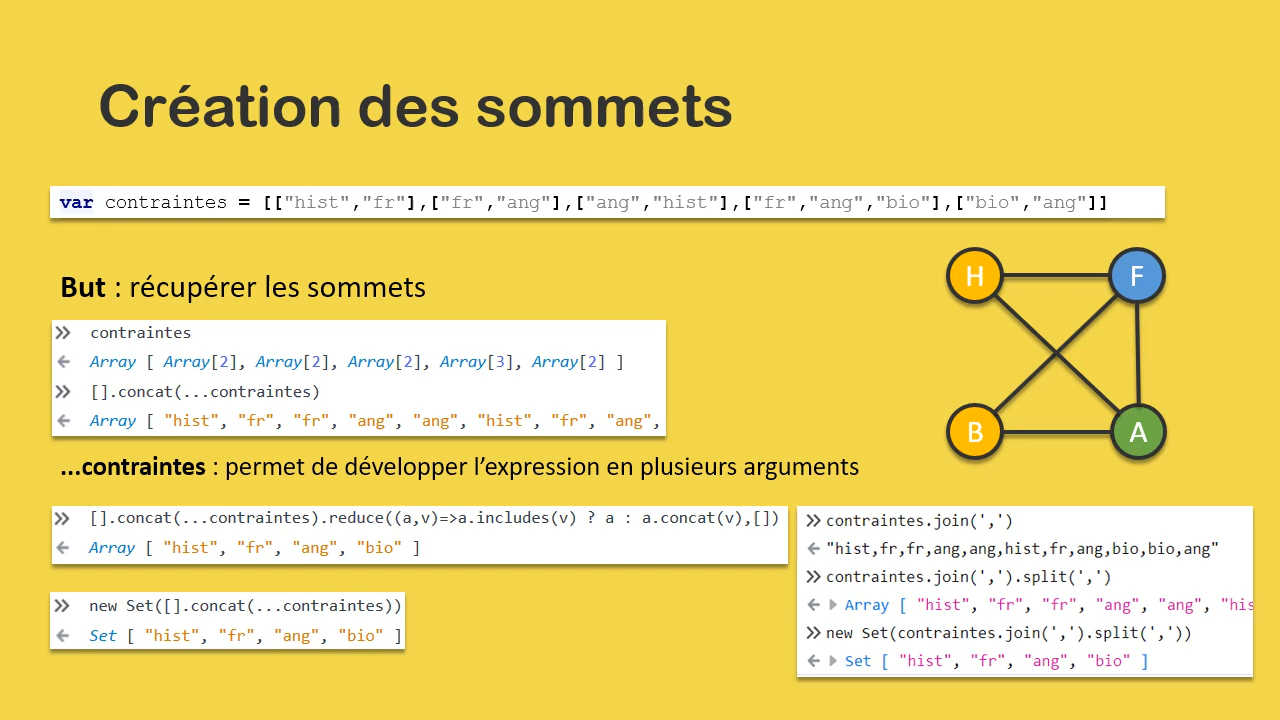 Création des sommets
var contraintes = [["hist","fr"],["fr","ang"],["ang","hist"],["fr","ang","bio"],["bio","ang"]]
But : récupérer les sommets
H
F
B
A
» contraintes
← Array [ Array[2], Array[2], Array[2], Array[3], Array[2] ]
» [].concat(...contraintes)
← Array [ "hist", "fr", "fr", "ang", "ang", "hist", "fr", "ang",
...contraintes : permet de développer l’expression en plusieurs arguments
» [].concat(...contraintes).reduce((a,v)=>a.includes(v) ? a : a.concat(v),[])
← Array [ "hist", "fr", "ang", "bio" ]
» new Set([].concat(...contraintes))
← Set [ "hist", "fr", "ang", "bio" ]
» contraintes.join(',')
← "hist,fr,fr,ang,ang,hist,fr,ang,bio,bio,ang"
» contraintes.join(',').split(',')
← ▶ Array [ "hist", "fr", "fr", "ang", "ang", "his
» new Set(contraintes.join(',').split(','))
← ▶ Set [ "hist", "fr", "ang", "bio" ]